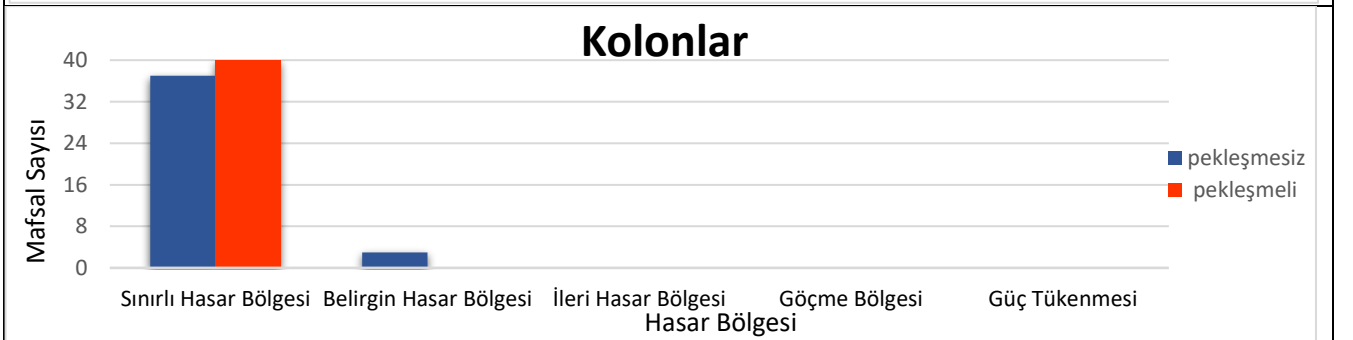 Kolonlar
40
32
24
16
8
0
Mafsal Sayısı
Sınırlı Hasar Bölgesi Belirgin Hasar Bölgesi İleri Hasar Bölgesi Göçme Bölgesi Güç Tükenmesi
Hasar Bölgesi
pekleşmesiz
pekleşmeli